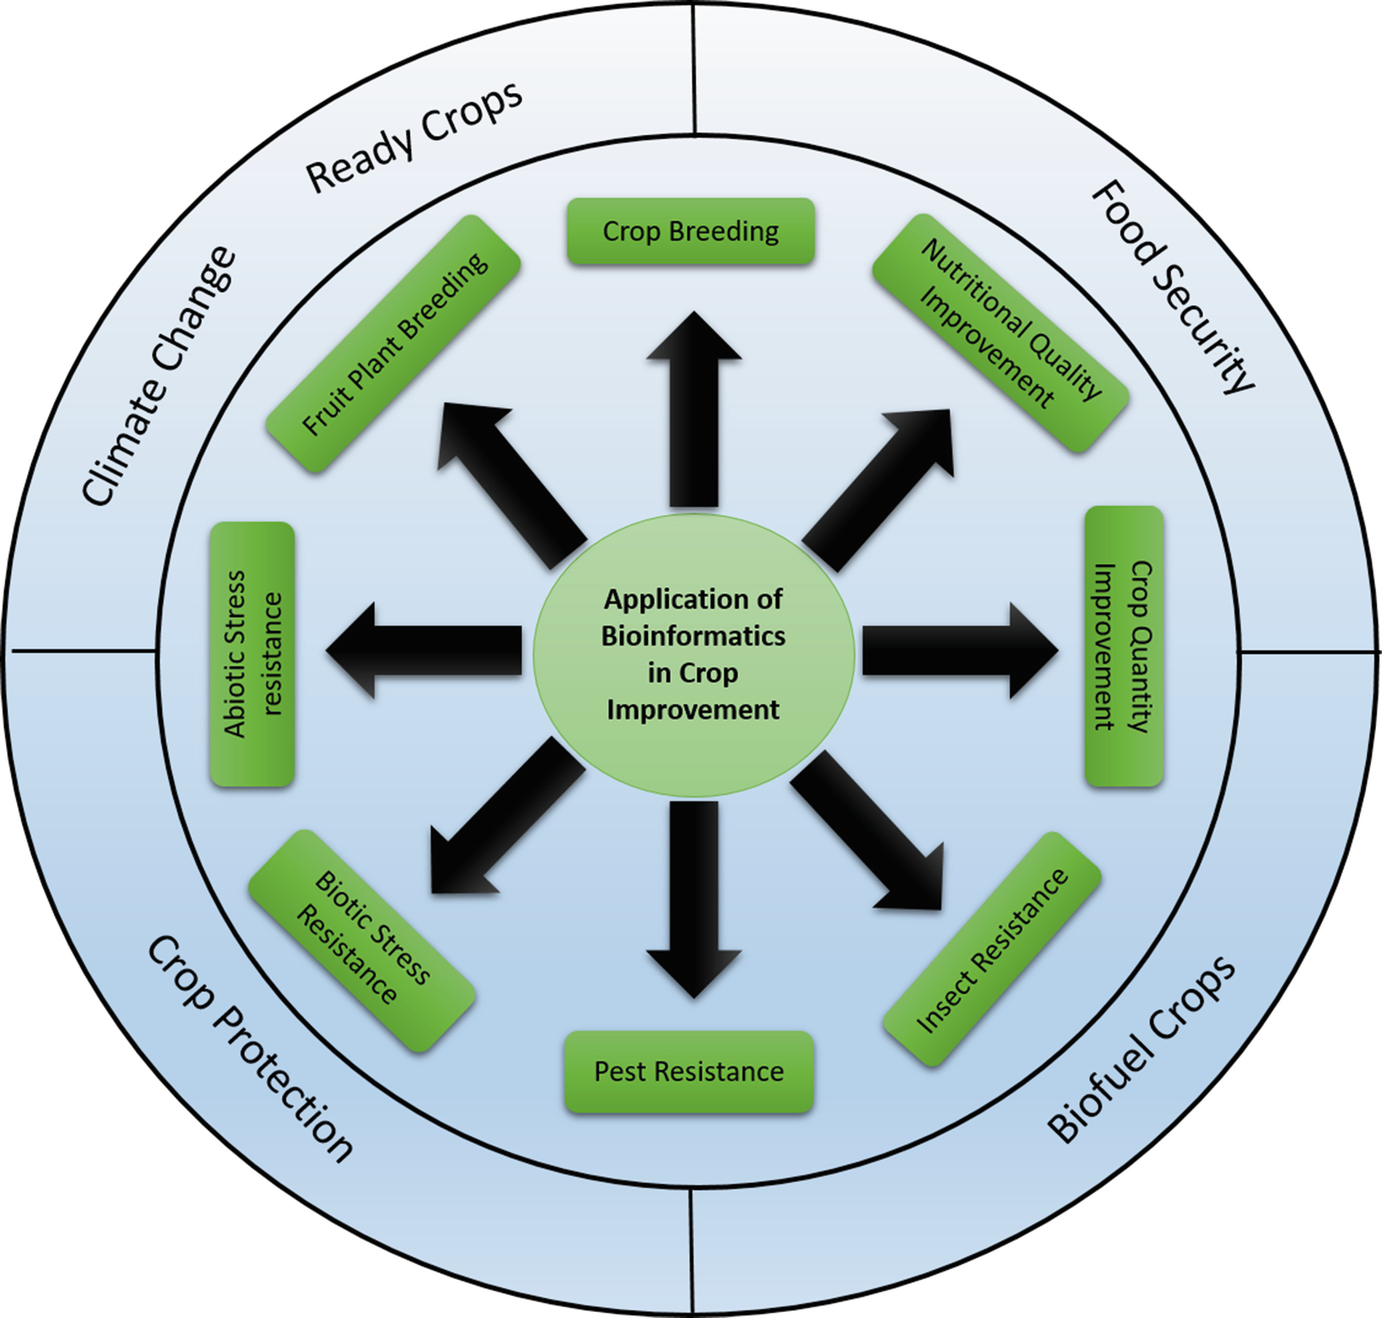 Climate Change
Ready Crops
Food Security
Biofuel Crops
Crop Protection
Crop Breeding
Nutritional Quality
Improvement
Crop Quantity
Improvement
Insect Resistance
Pest Resistance
Biotic Stress
Resistance
Abiotic Stress
resistance
Fruit Plant Breeding
Application of
Bioinformatics
in Crop
Improvement